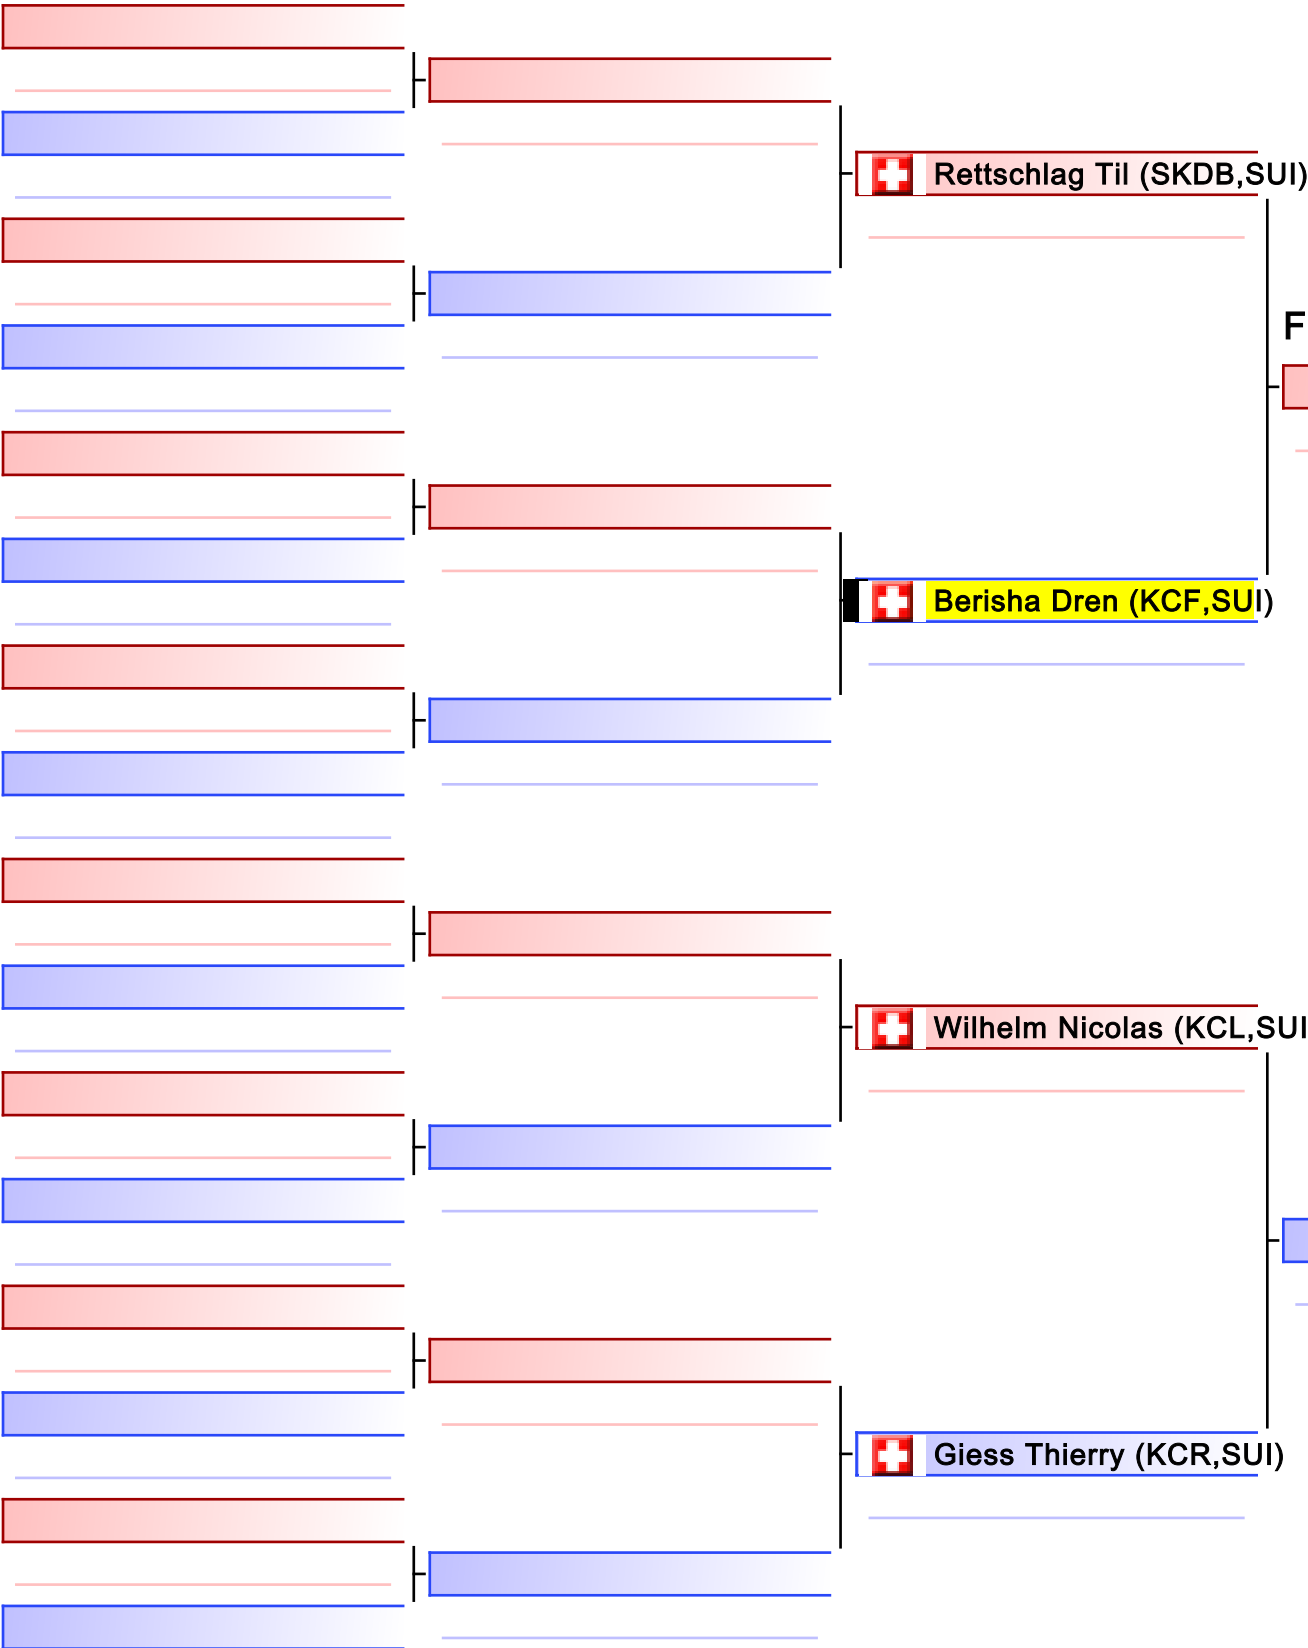 Rettschlag Til (SKDB,SUI)
F
Berisha Dren (KCF,SUI)
Wilhelm Nicolas (KCL,SUI
Giess Thierry (KCR,SUI)